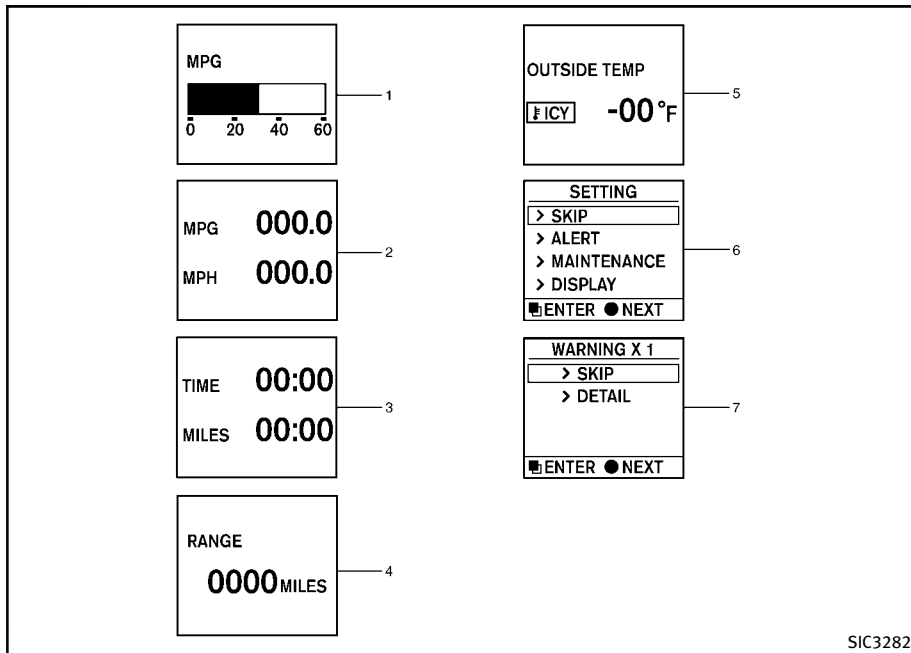 MPG
0 20 40 60
1
MPG 000.0
MPH 000.0
2
TIME 00:00
MILES 00:00
3
RANGE
0000 MILES
4
OUTSIDE TEMP
ICY -00°F
5
SETTING
> SKIP
> ALERT
> MAINTENANCE
> DISPLAY
ENTER ● NEXT
6
WARNING X 1
> SKIP
> DETAIL
ENTER ● NEXT
7
SIC3282